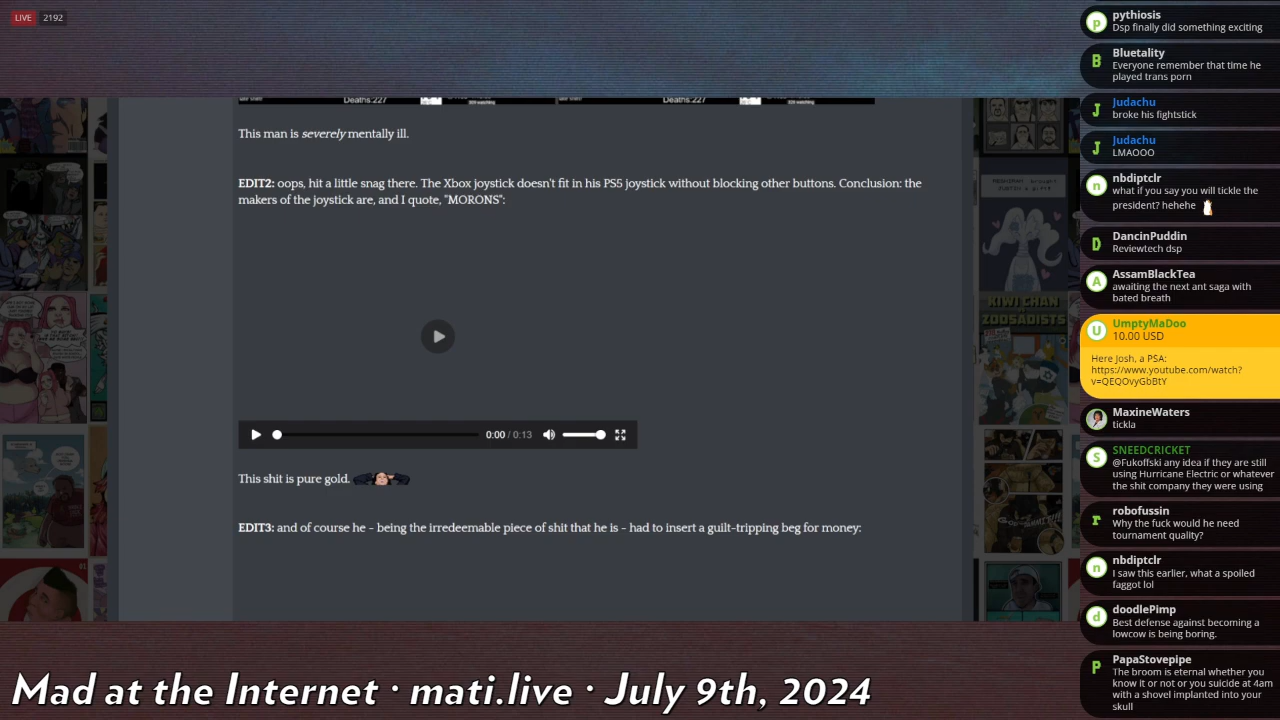 LIVE 2192
Deaths:227
Deaths:227
This man is severely mentally ill.
EDIT2: oops, hit a little snag there. The Xbox joystick doesn't fit in his PS5 joystick without blocking other buttons. Conclusion: the
makers of the joystick are, and I quote, "MORONS":
0:00 / 0:13
This shit is pure gold.
EDIT3: and of course he - being the irredeemable piece of shit that he is - had to insert a guilt-tripping beg for money:
KIWI CHAN
ZOOSADISTS
pythiosis
Dsp finally did something exciting
Bluetality
Everyone remember that time he
played trans porn
Judachu
broke his fightstick
Judachu
LMAOOO
nbdiptclr
what if you say you will tickle the
president? hehehe
DancinPuddin
Reviewtech dsp
AssamBlackTea
awaiting the next ant saga with
bated breath
UmptyMaDoo
10.00 USD
Here Josh, a PSA:
https://www.youtube.com/watch?
v=QEQOvyGbBtY
MaxineWaters
tickla
SNEEDCRICKET
@Fukoffski any idea if they are still
using Hurricane Electric or whatever
the shit company they were using
robofussin
Why the fuck would he need
tournament quality?
nbdiptclr
I saw this earlier, what a spoiled
faggot lol
doodlePimp
Best defense against becoming a
lowcow is being boring.
PapaStovepipe
The broom is eternal whether you
know it or not or you suicide at 4am
with a shovel implanted into your
skull
Mad at the Internet · mati.live · July 9th, 2024